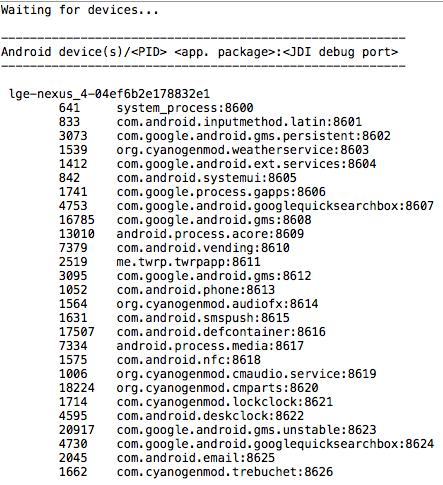 Waiting for devices...
--------------------------------------------------------
Android device(s)/<PID> <app. package>:<JDI debug port>
--------------------------------------------------------
lge-nexus_4-04ef6b2e178832e1
641 system_process:8600
833 com.android.inputmethod.latin:8601
3073 com.google.android.gms.persistent:8602
1539 org.cyanogenmod.weatherservice:8603
1412 com.google.android.ext.services:8604
842 com.android.systemui:8605
1741 com.google.process.gapps:8606
4753 com.google.android.googlequicksearchbox:8607
16785 com.google.android.gms:8608
13010 android.process.acore:8609
7379 com.android.vending:8610
2519 me.twrp.twrpapp:8611
3095 com.google.android.gms:8612
1052 com.android.phone:8613
1564 org.cyanogenmod.audiofx:8614
1631 com.android.smspush:8615
17507 com.android.defcontainer:8616
7334 android.process.media:8617
1575 com.android.nfc:8618
1006 org.cyanogenmod.cmaudio.service:8619
18224 org.cyanogenmod.cmparts:8620
1714 com.cyanogenmod.lockclock:8621
4595 com.android.deskclock:8622
20917 com.google.android.gms.unstable:8623
4730 com.google.android.googlequicksearchbox:8624
2045 com.android.email:8625
1662 com.cyanogenmod.trebuchet:8626